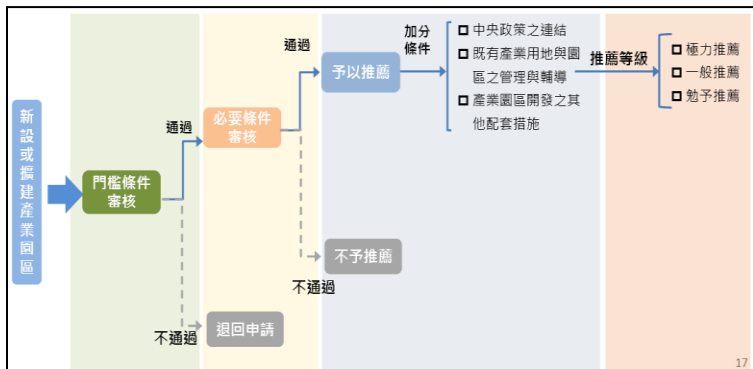 新設或擴建產業園區
門檻條件
審核
通過
不通過
必要條件
審核
退回申請
通過
不通過
予以推薦
不予推薦
加分
條件
中央政策之連結
既有產業用地與園
區之管理與輔導
產業園區開發之其
他配套措施
推薦等級
極力推薦
一般推薦
勉予推薦
17